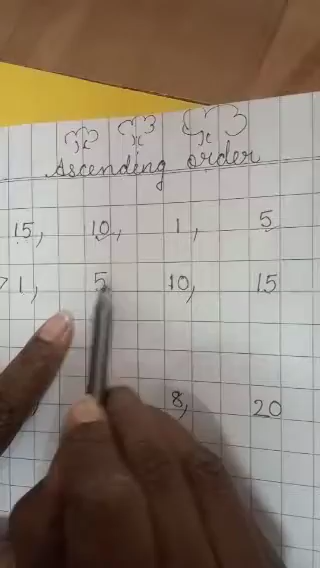 Ascending order
15, 10, 1, 5
1, 5 10, 15
8, 20